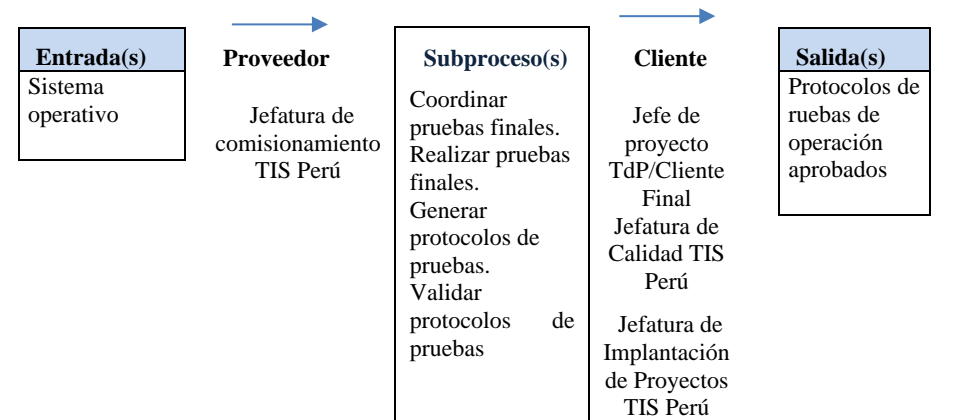 Entrada(s)
Sistema
operativo
Proveedor
Jefatura de
comisionamiento
TIS Perú
Subproceso(s)
Coordinar
pruebas finales.
Realizar pruebas
finales.
Generar
protocolos de
pruebas.
Validar
protocolos de
pruebas
Cliente
Jefe de
proyecto
TdP/Cliente
Final
Jefatura de
Calidad TIS
Perú
Jefatura de
Implantación
de Proyectos
TIS Perú
Salida(s)
Protocolos de
ruebas de
operación
aprobados